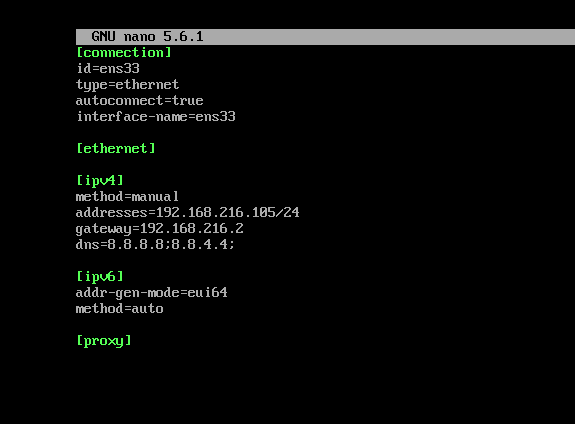 GNU nano 5.6.1
[connection]
id=ens33
type=ethernet
autoconnect=true
interface-name=ens33
[ethernet]
[ipv4]
method=manual
addresses=192.168.216.105/24
gateway=192.168.216.2
dns=8.8.8.8;8.8.4.4;
[ipv6]
addr-gen-mode=eui64
method=auto
[proxy]